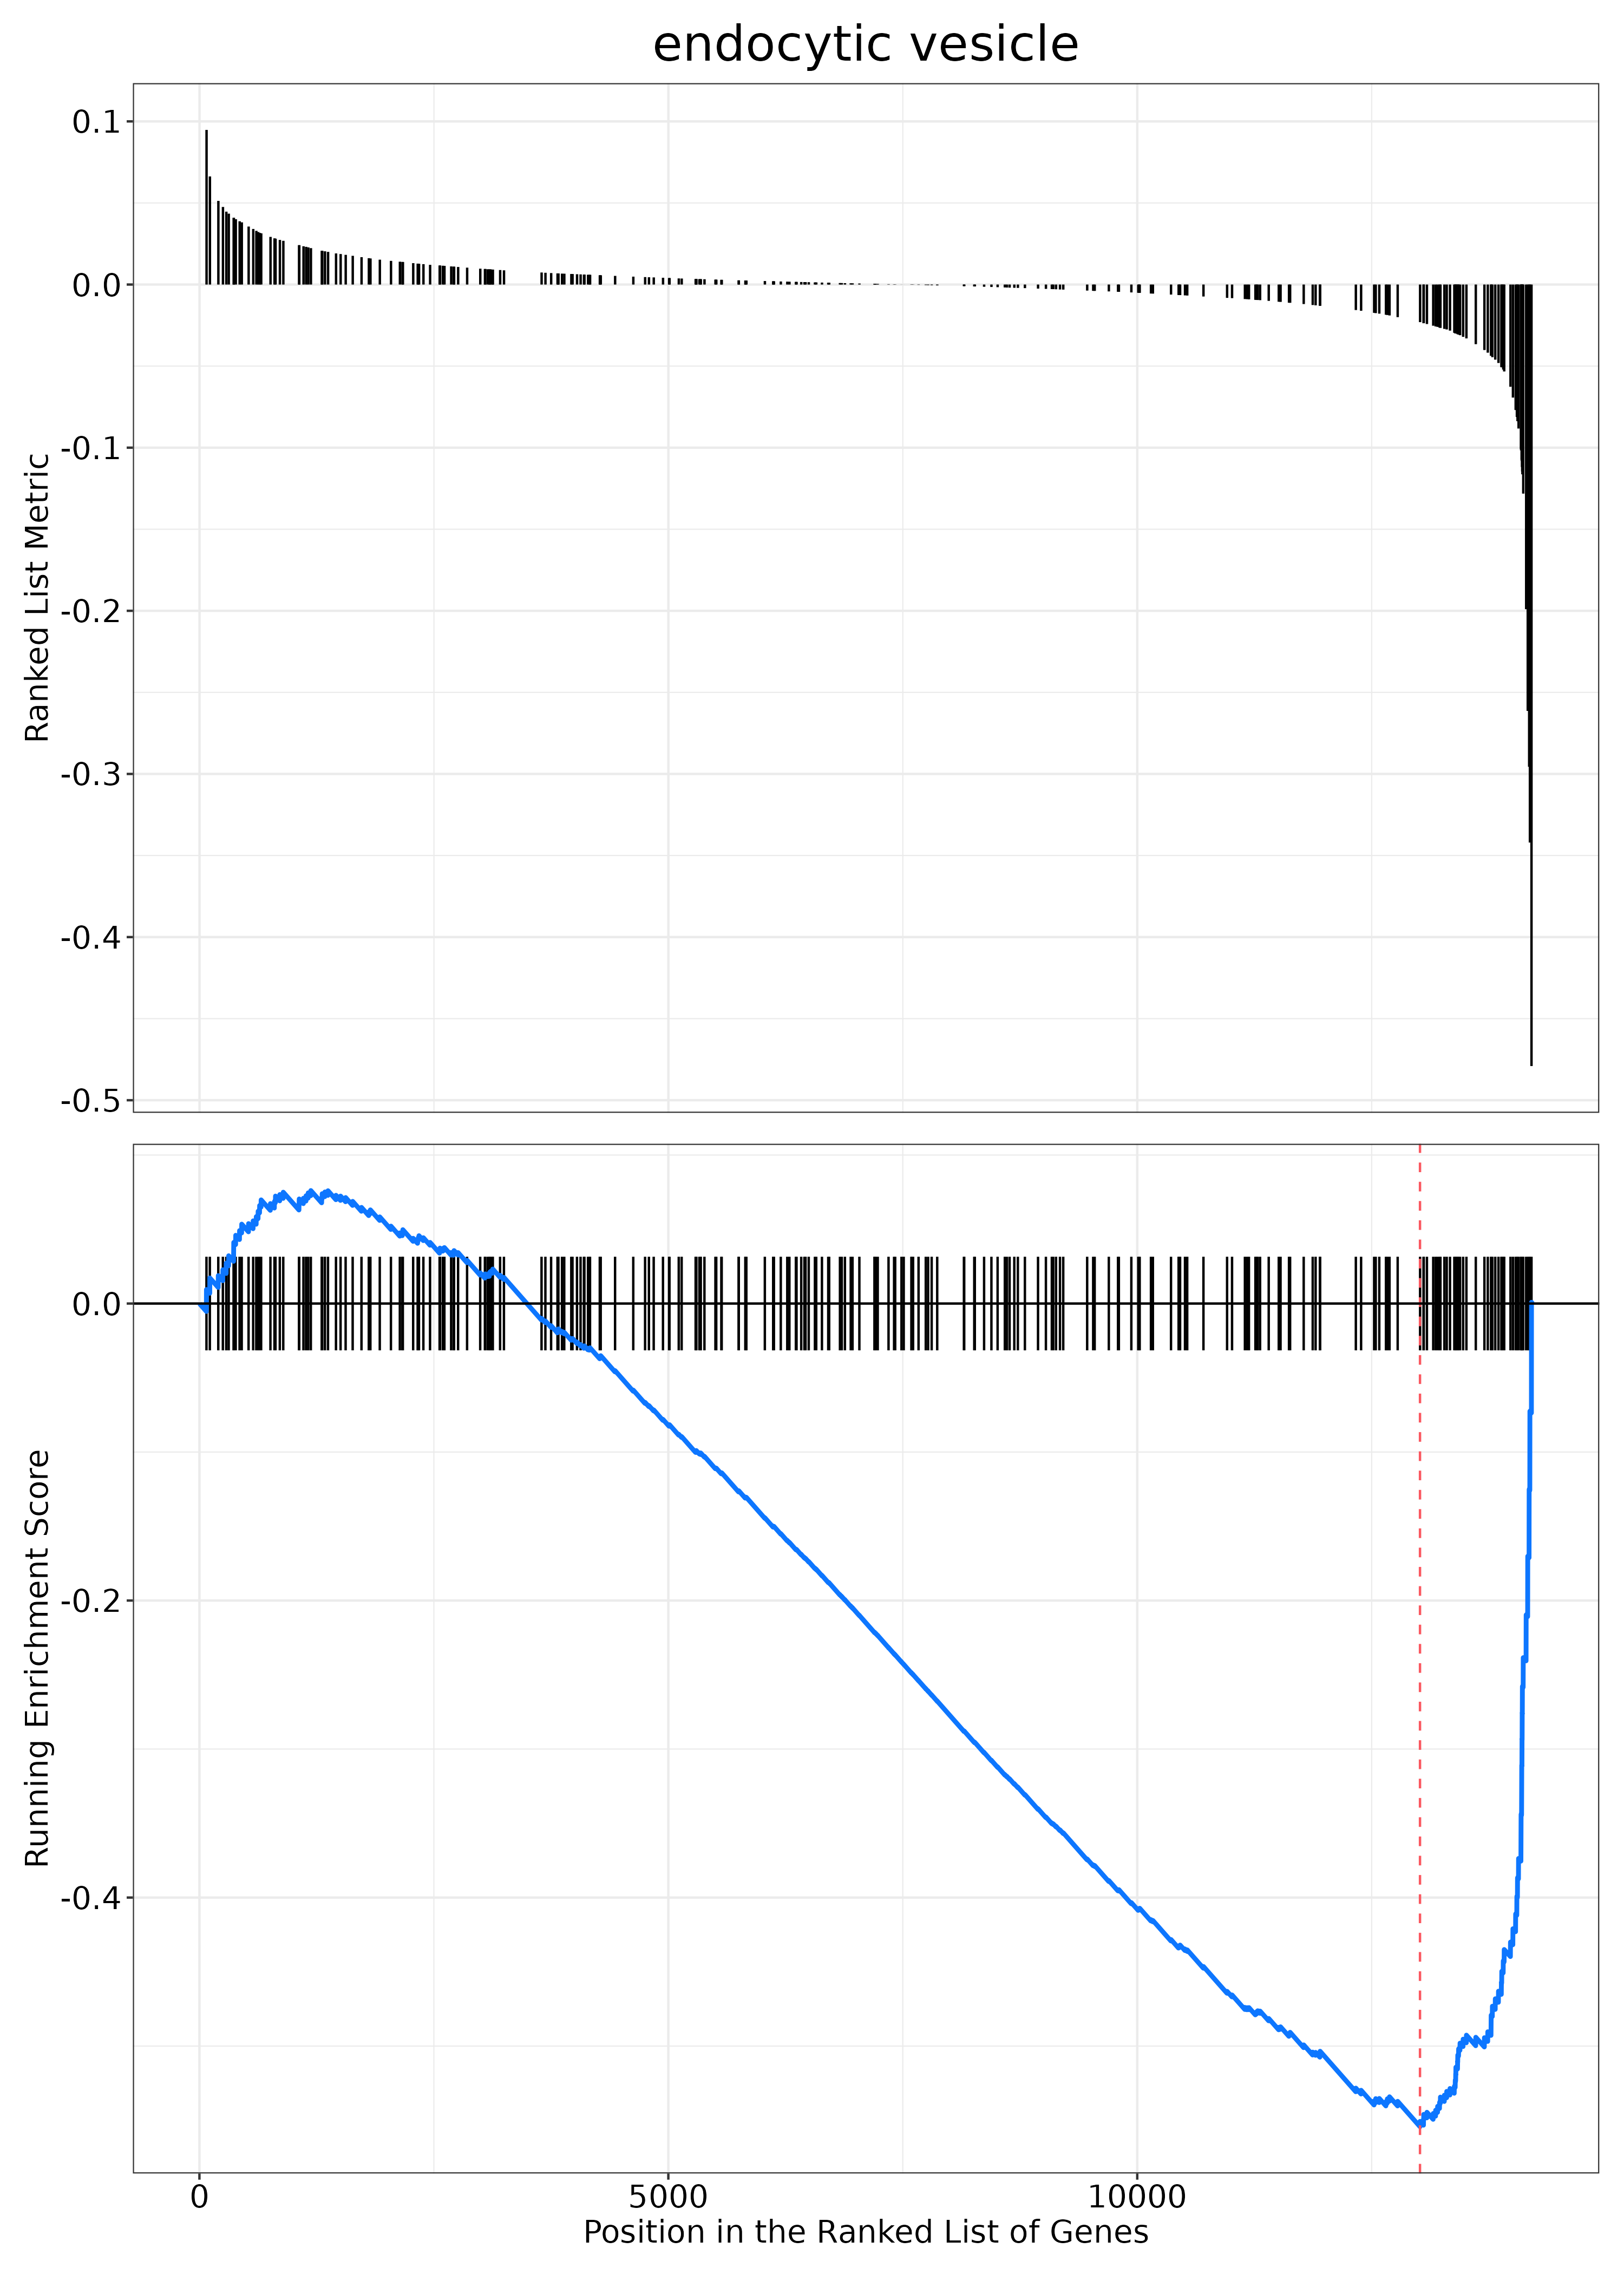 endocytic vesicle
0.1
0.0
-0.1
-0.2
-0.3
-0.4
-0.5
Ranked List Metric
0.0
-0.2
-0.4
Running Enrichment Score
0 5000 10000
Position in the Ranked List of Genes